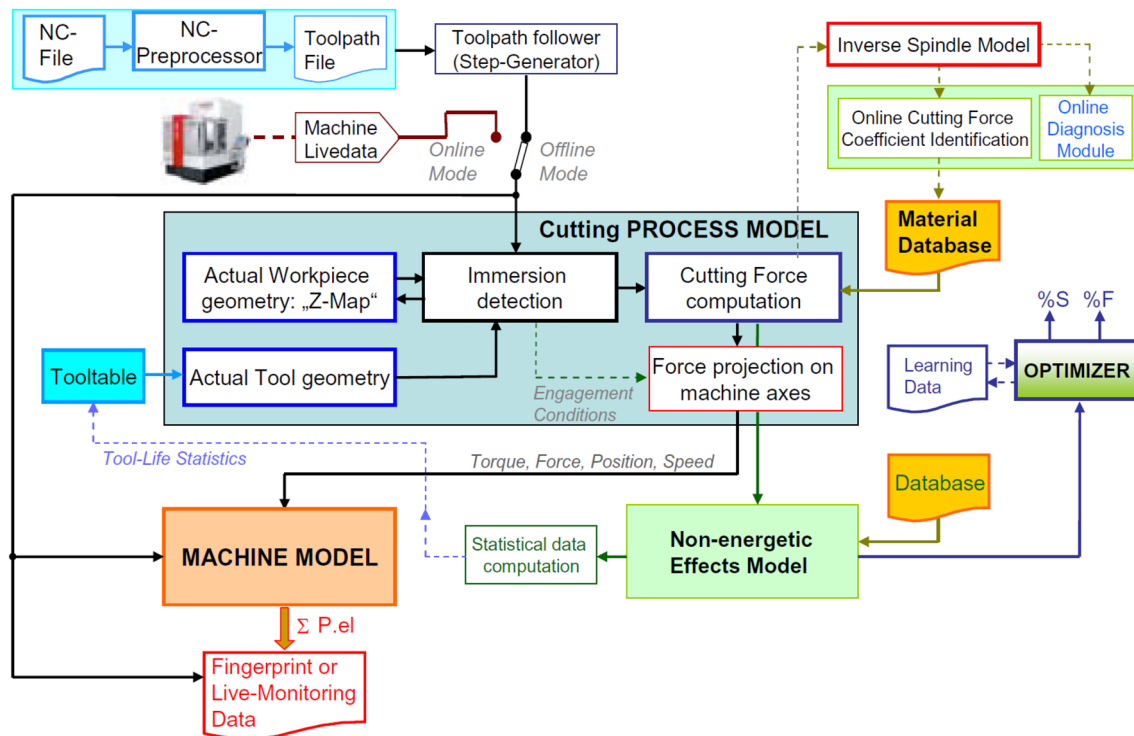 NC-
File
NC-
Preprocessor
Toolpath
File
Toolpath follower
(Step-Generator)
Inverse Spindle Model
Online Cutting Force
Coefficient Identification
Online
Diagnosis
Module
Machine
Livedata
Online
Mode
Offline
Mode
Material
Database
Cutting PROCESS MODEL
Actual Workpiece
geometry: „Z-Map“
Immersion
detection
Cutting Force
computation
%S
%F
Tooltable
Actual Tool geometry
Engagement
Conditions
Force projection on
machine axes
Learning
Data
OPTIMIZER
Tool-Life Statistics
Torque, Force, Position, Speed
Database
MACHINE MODEL
Statistical data
computation
Non-energetic
Effects Model
Σ P.el
Fingerprint or
Live-Monitoring
Data